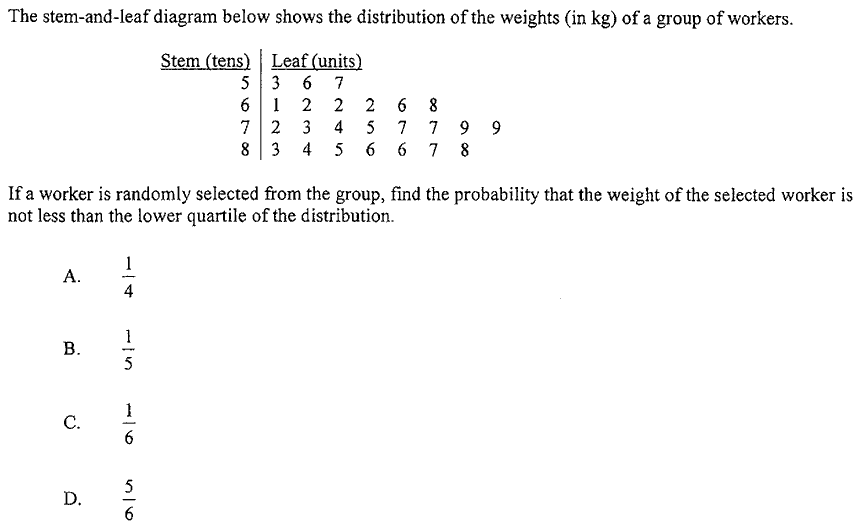 The stem-and-leaf diagram below shows the distribution of the weights (in kg) of a group of workers.
Stem (tens) Leaf (units)
5 3 6 7
6 1 2 2 2 6 8
7 2 3 4 5 7 7 9 9
8 3 4 5 6 6 7 8
If a worker is randomly selected from the group, find the probability that the weight of the selected worker is
not less than the lower quartile of the distribution.
A. 1/4
B. 1/5
C. 1/6
D. 5/6